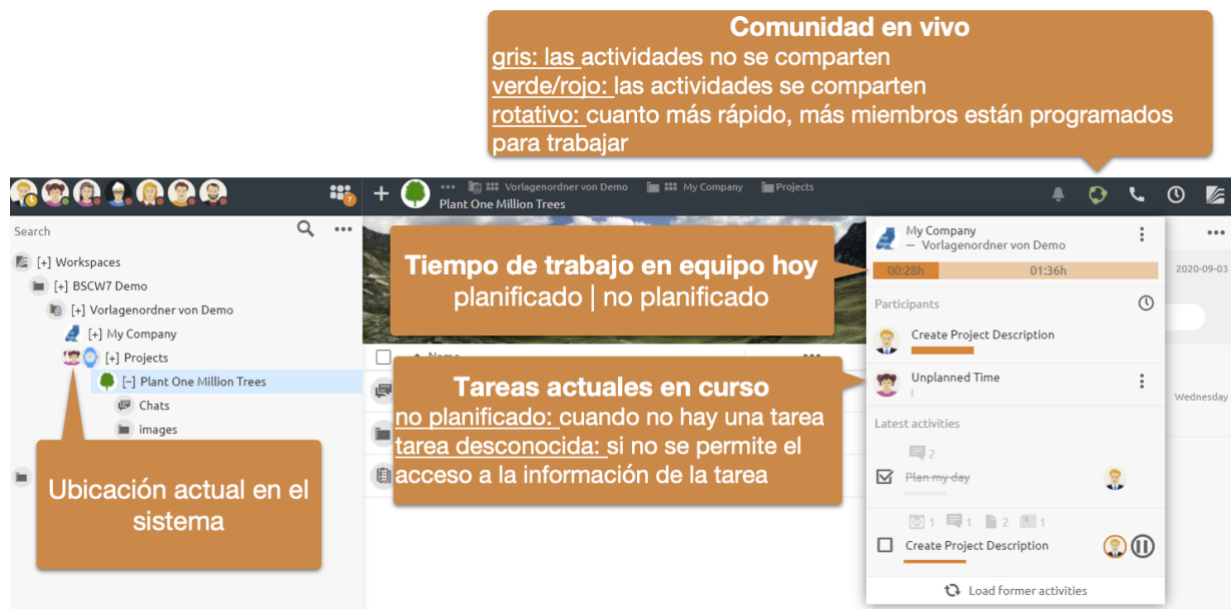 Comunidad en vivo
gris: las actividades no se comparten
verde/rojo: las actividades se comparten
rotativo: cuanto más rápido, más miembros están programados
para trabajar
••• Vorlagenordner von Demo My Company Projects
Plant One Million Trees
Search
[+] Workspaces
[+] BSCW7 Demo
[+] Vorlagenordner von Demo
[+] My Company
[+] Projects
[–] Plant One Million Trees
Chats
images
Ubicación actual en el
sistema
Tiempo de trabajo en equipo hoy
planificado | no planificado
Tareas actuales en curso
no planificado: cuando no hay una tarea
tarea desconocida: si no se permite el
acceso a la información de la tarea
My Company
— Vorlagenordner von Demo
00:28h 01:36h
Participants
Create Project Description
Unplanned Time
Latest activities
2
Plan my day
1 1 2 1
Create Project Description
Load former activities
2020-09-03
Wednesday